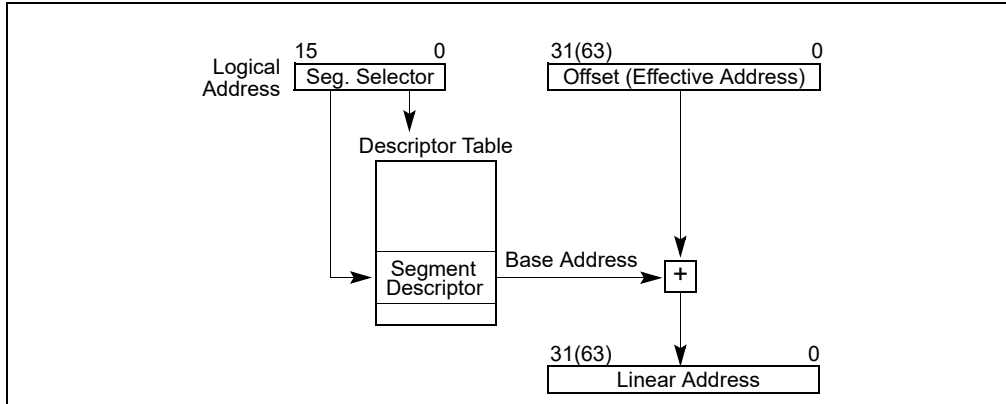 15 0
31(63) 0
Logical
Address
Seg. Selector
Offset (Effective Address)
Descriptor Table
Base Address
+
Segment
Descriptor
31(63) 0
Linear Address